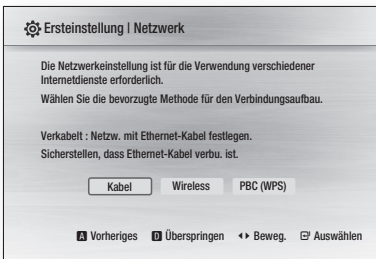 Ersteinstellung | Netzwerk
Die Netzwerkeinstellung ist für die Verwendung verschiedener
Internetdienste erforderlich.
Wählen Sie die bevorzugte Methode für den Verbindungsaufbau.
Verkabelt : Netzw. mit Ethernet-Kabel festlegen.
Sicherstellen, dass Ethernet-Kabel verbu. ist.
Kabel Wireless PBC (WPS)
A Vorheriges D Überspringen Beweg. Auswählen